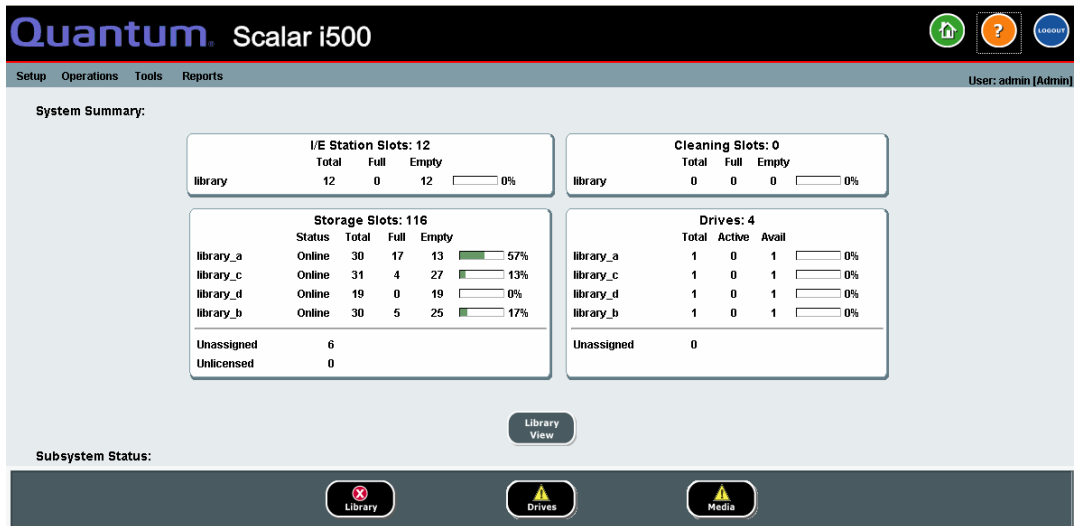 Quantum. Scalar i500
?
LOGOUT
Setup Operations Tools Reports
User: admin [Admin]
System Summary:
I/E Station Slots: 12
Total Full Empty
library 12 0 12 0%
Cleaning Slots: 0
Total Full Empty
library 0 0 0 0%
Storage Slots: 116
Status Total Full Empty
library_a Online 30 17 13 57%
library_c Online 31 4 27 13%
library_d Online 19 0 19 0%
library_b Online 30 5 25 17%
Unassigned 6
Unlicensed 0
Drives: 4
Total Active Avail
library_a 1 0 1 0%
library_c 1 0 1 0%
library_d 1 0 1 0%
library_b 1 0 1 0%
Unassigned 0
Library
View
Subsystem Status:
Library
Drives
Media